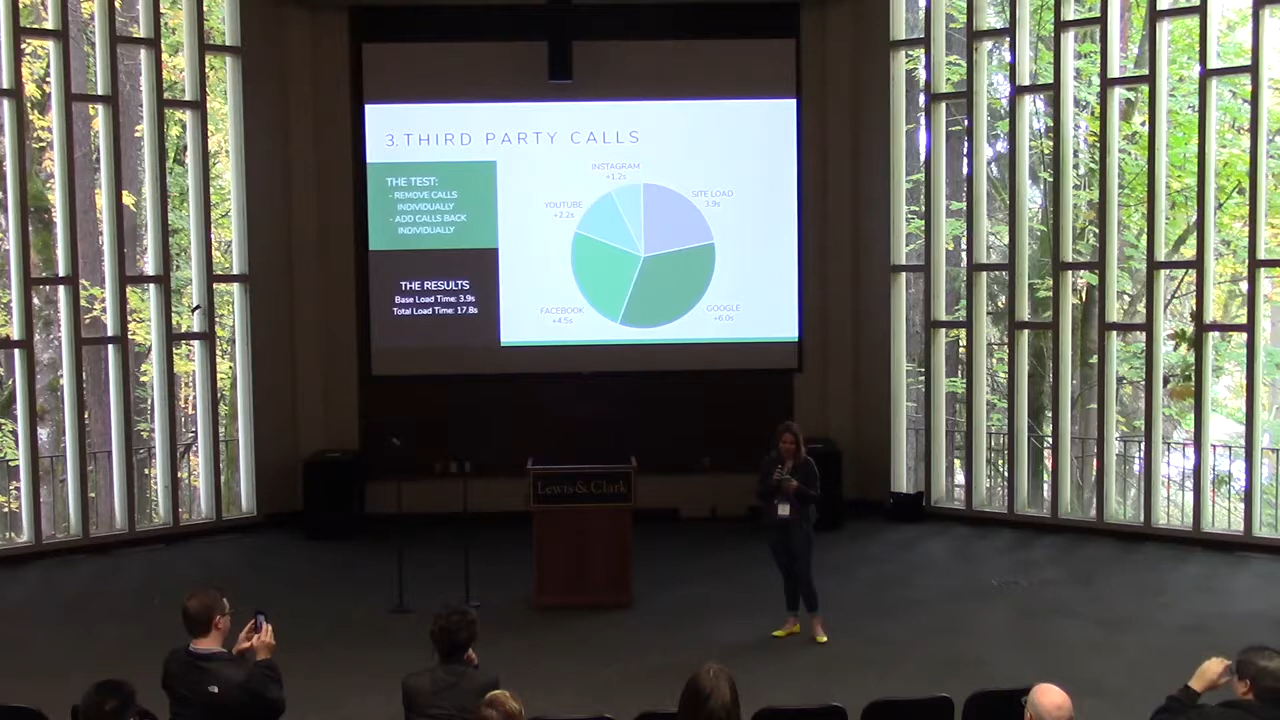 3. THIRD PARTY CALLS
THE TEST:
- REMOVE CALLS
INDIVIDUALLY
- ADD CALLS BACK
INDIVIDUALLY
THE RESULTS
Base Load Time: 3.9s
Total Load Time: 17.8s
INSTAGRAM
+1.2s
SITE LOAD
3.9s
YOUTUBE
+2.2s
FACEBOOK
+4.5s
GOOGLE
+6.0s
Lewis & Clark